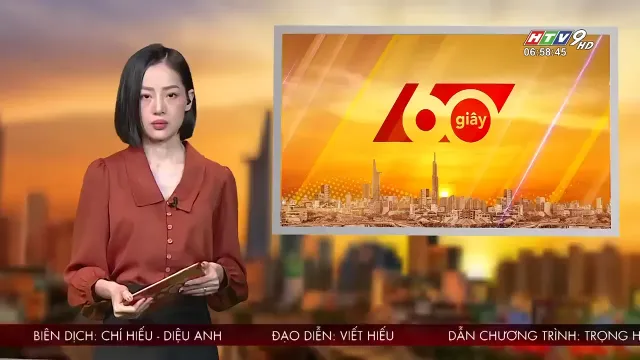 HTV9 HD
06:58:45
60 giây
BIÊN DỊCH: CHÍ HIẾU - DIỆU ANH ĐẠO DIỄN: VIẾT HIẾU DẪN CHƯƠNG TRÌNH: TRỌNG H